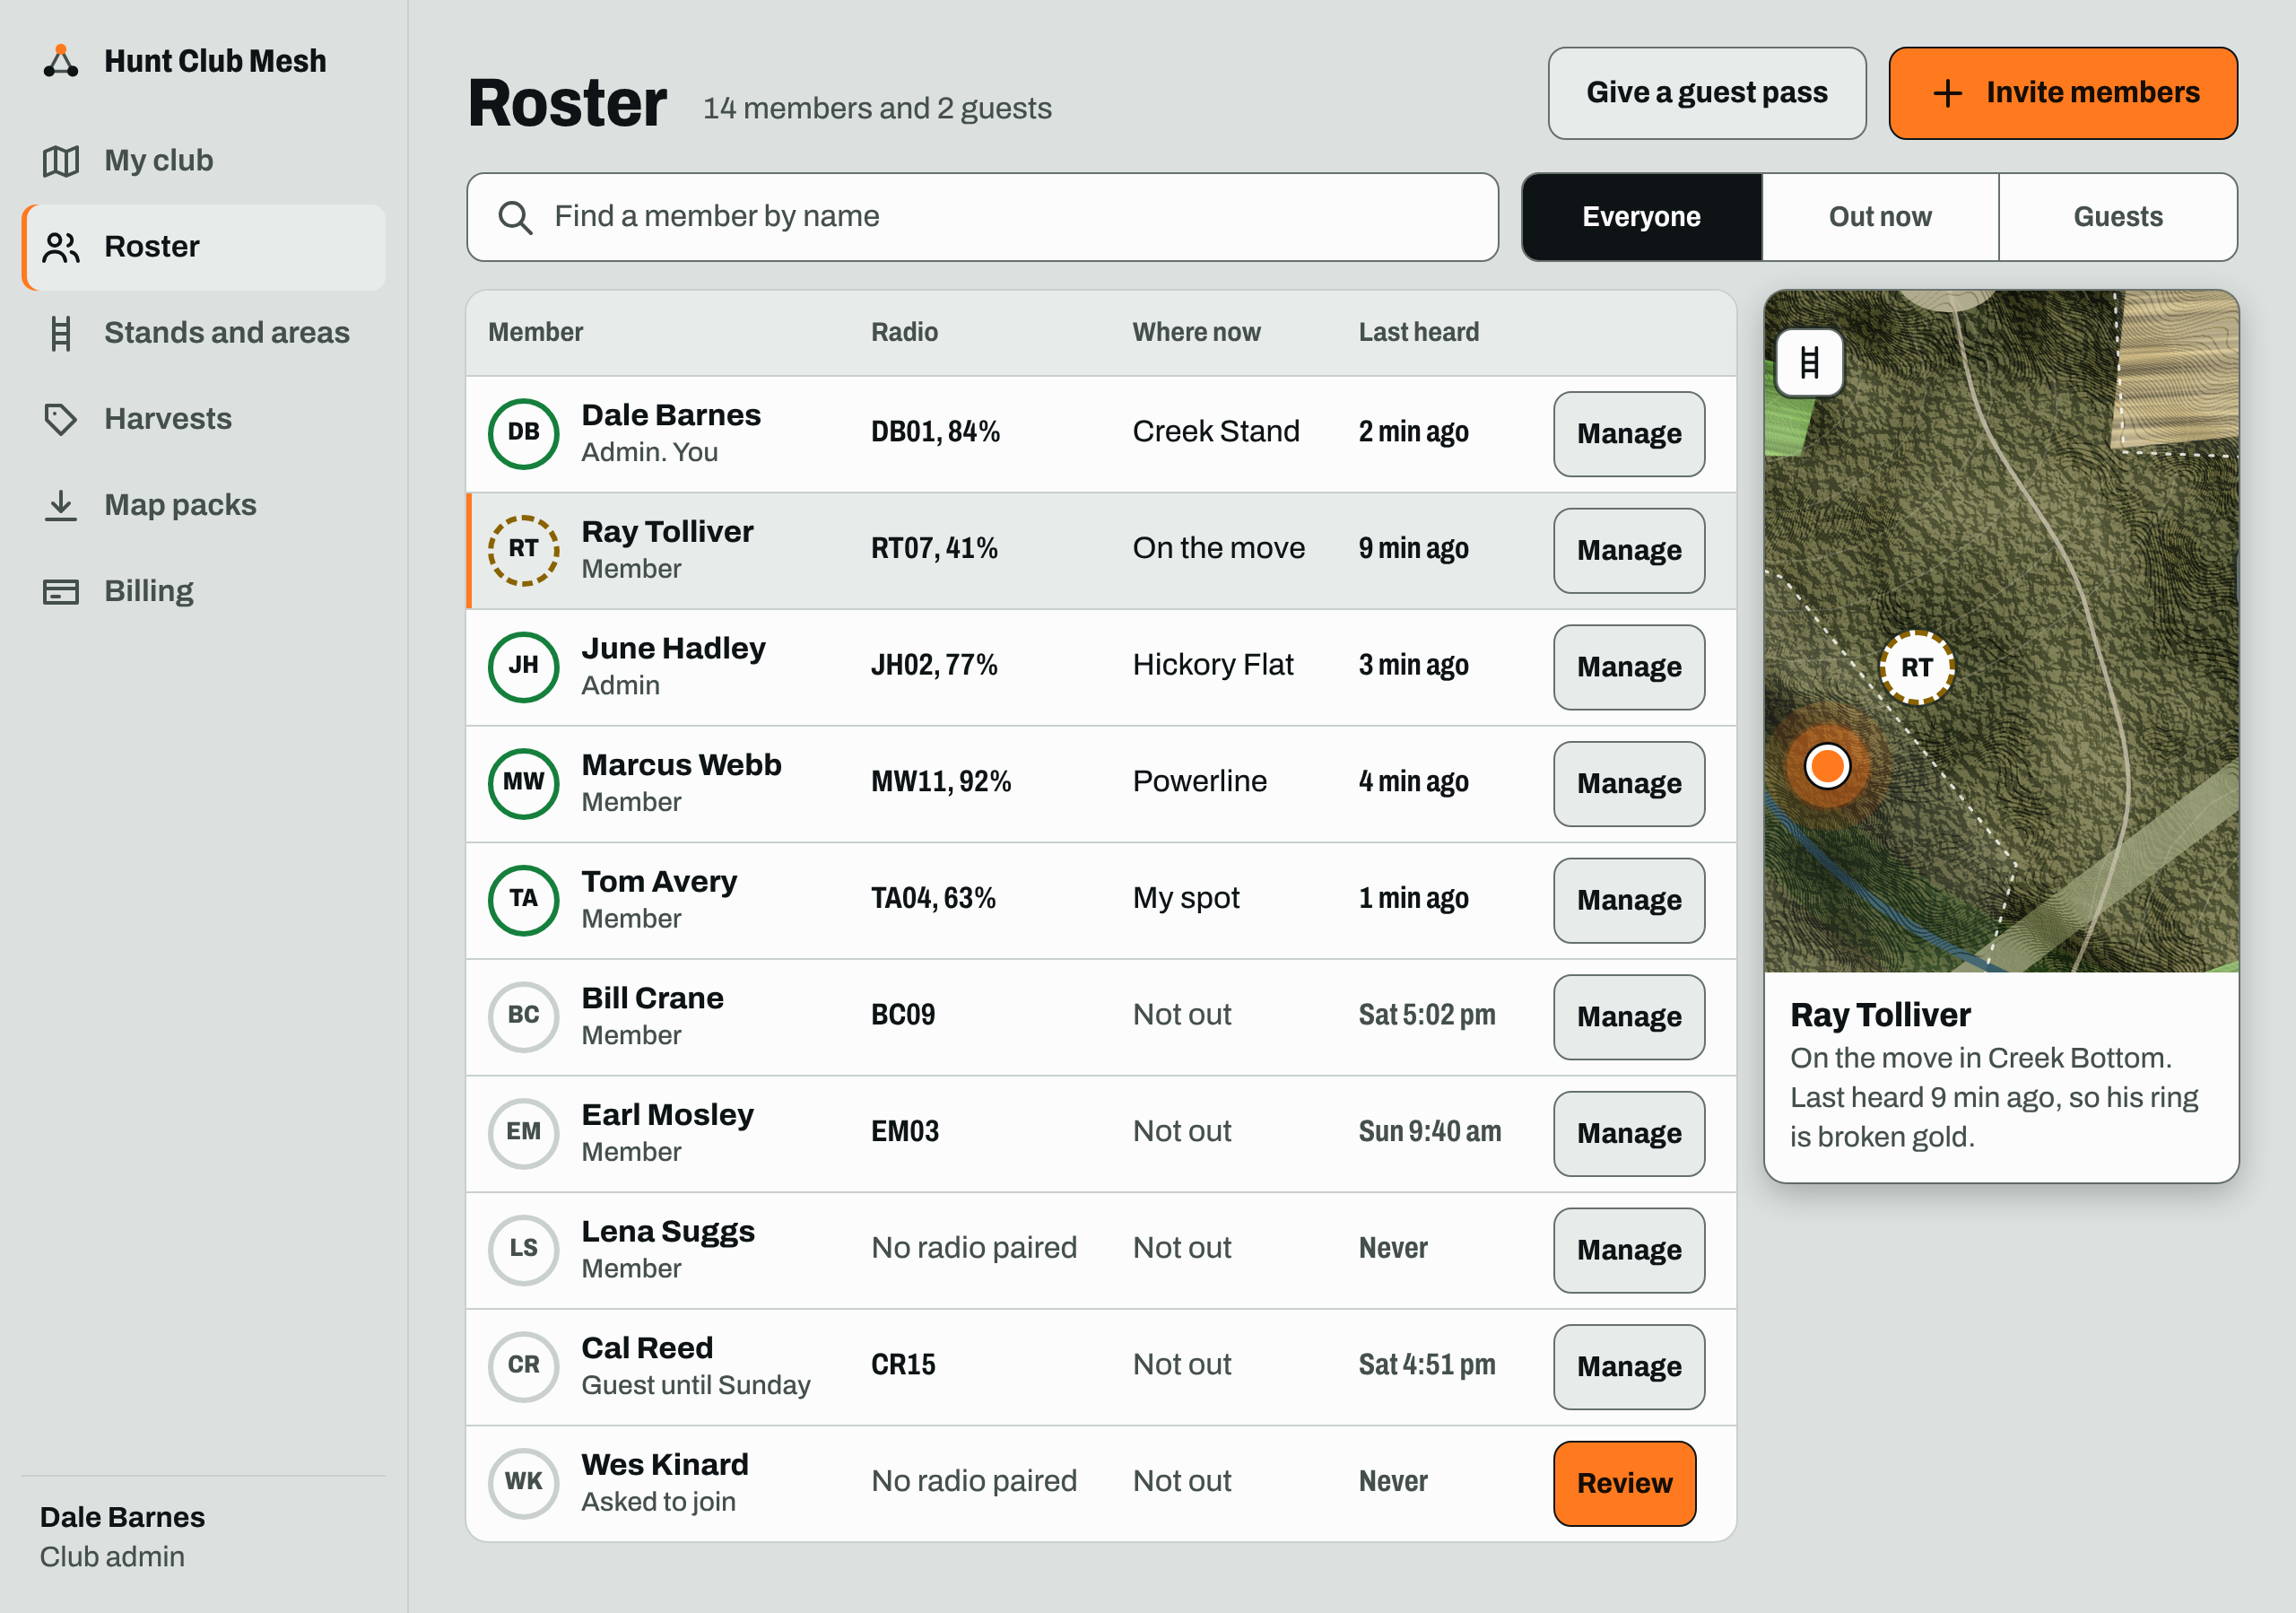 Hunt Club Mesh
My club
Roster
Stands and areas
Harvests
Map packs
Billing
Dale Barnes
Club admin
Roster
14 members and 2 guests
Give a guest pass
Invite members
Find a member by name
Everyone
Out now
Guests
Member Radio Where now Last heard
DB Dale Barnes DB01, 84% Creek Stand 2 min ago Manage
Admin. You
RT Ray Tolliver RT07, 41% On the move 9 min ago Manage
Member
JH June Hadley JH02, 77% Hickory Flat 3 min ago Manage
Admin
MW Marcus Webb MW11, 92% Powerline 4 min ago Manage
Member
TA Tom Avery TA04, 63% My spot 1 min ago Manage
Member
BC Bill Crane BC09 Not out Sat 5:02 pm Manage
Member
EM Earl Mosley EM03 Not out Sun 9:40 am Manage
Member
LS Lena Suggs No radio paired Not out Never Manage
Member
CR Cal Reed CR15 Not out Sat 4:51 pm Manage
Guest until Sunday
WK Wes Kinard No radio paired Not out Never Review
Asked to join
RT
Ray Tolliver
On the move in Creek Bottom.
Last heard 9 min ago, so his ring
is broken gold.